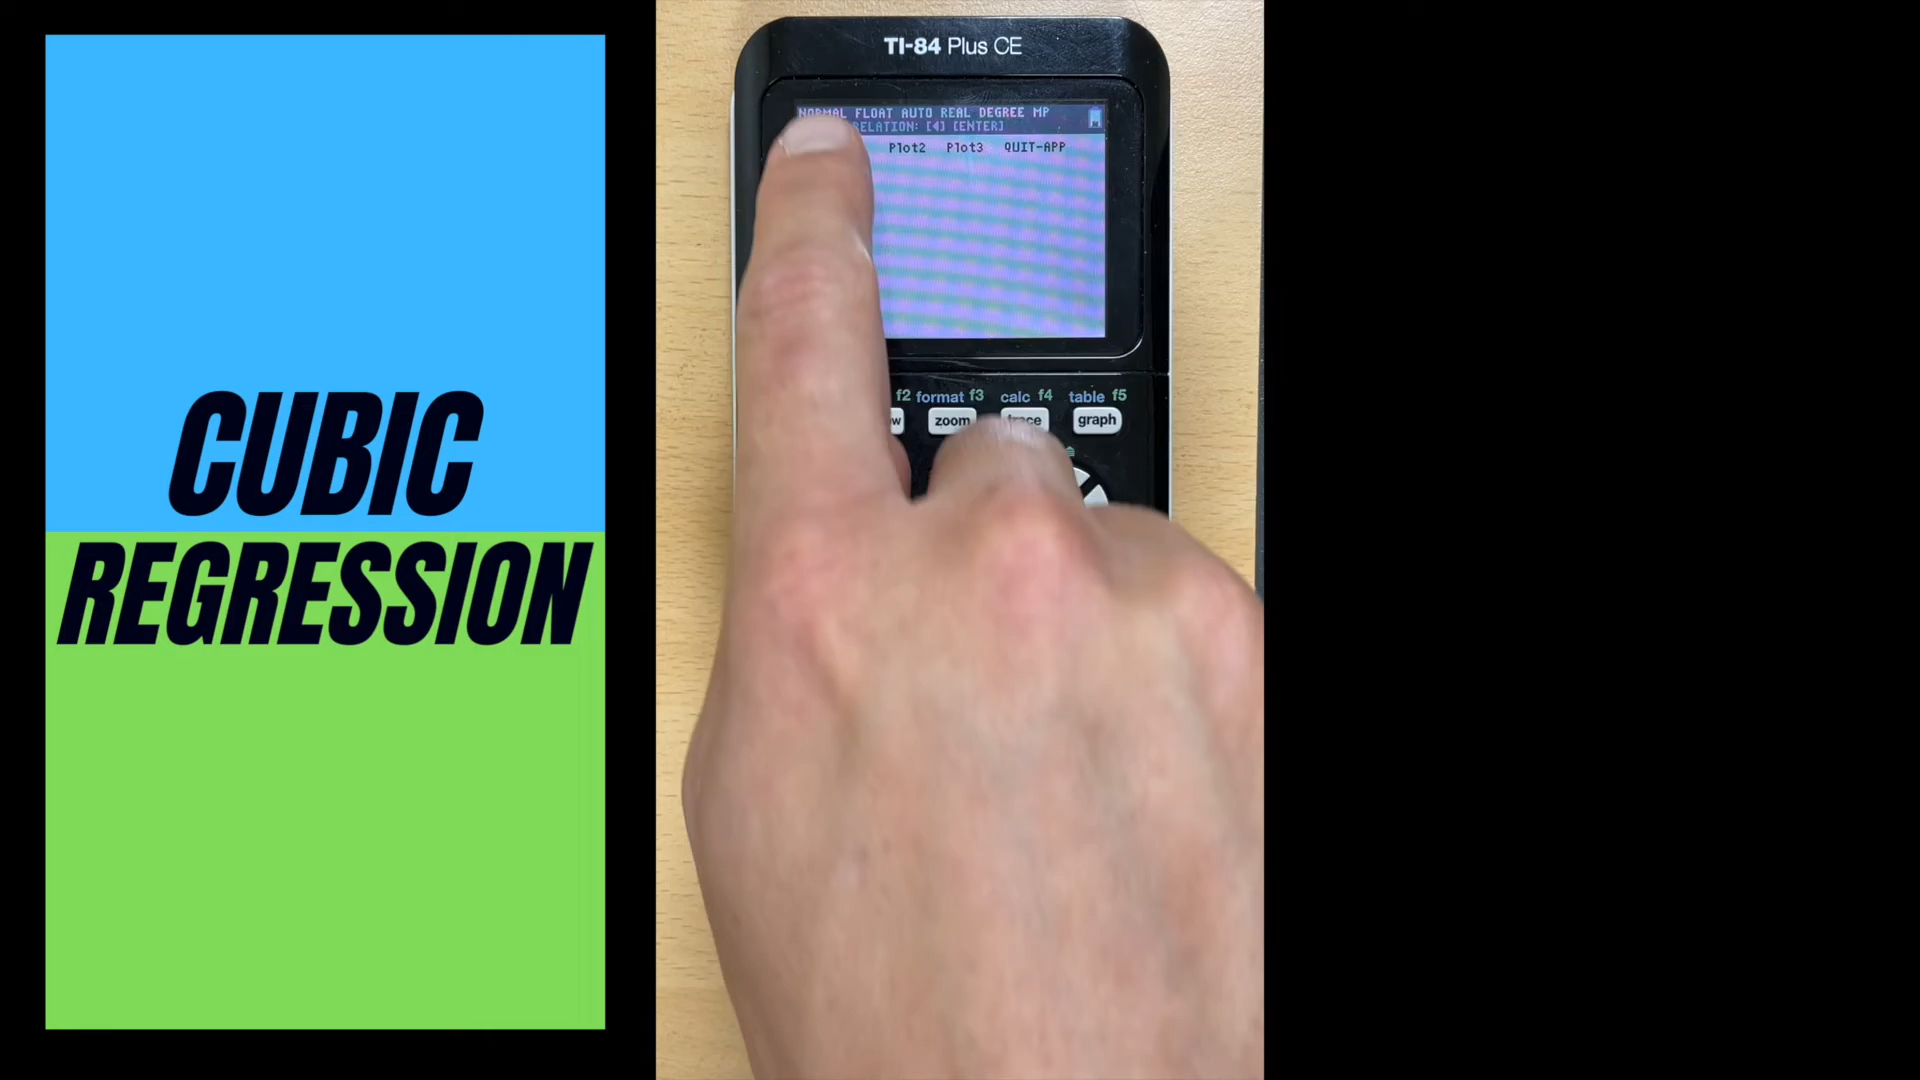 CUBIC
REGRESSION
TI-84 Plus CE
NORMAL FLOAT AUTO REAL DEGREE MP
RELATION: [◄] [ENTER]
Plot2 Plot3 QUIT-APP
f2 format f3 calc f4 table f5
zoom trace graph